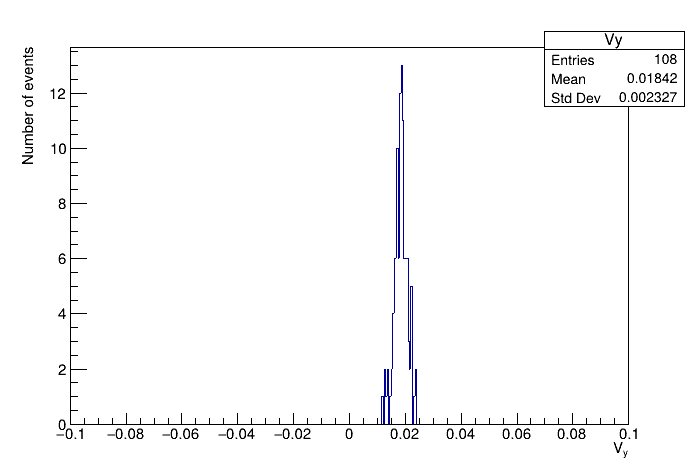 Vy
Entries 108
Mean 0.01842
Std Dev 0.002327
Number of events
12
10
8
6
4
2
0
−0.1 −0.08 −0.06 −0.04 −0.02 0 0.02 0.04 0.06 0.08 0.1
Vy